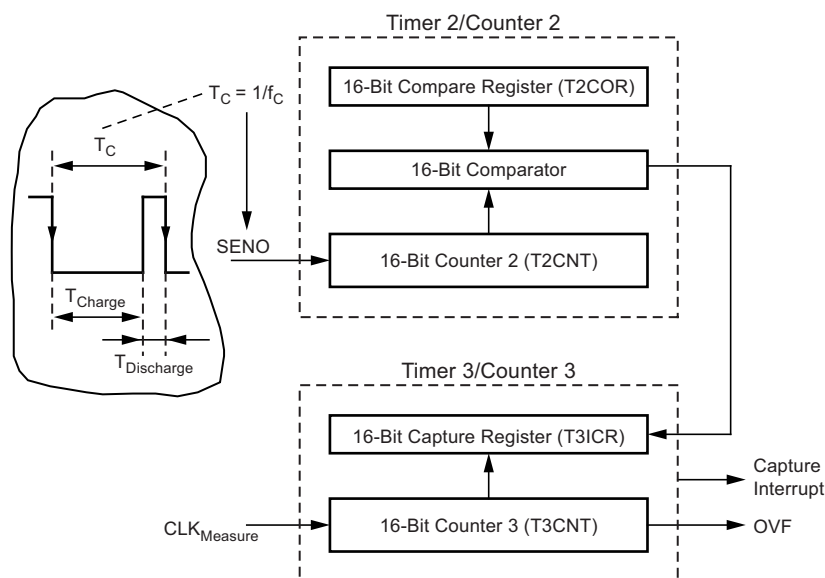 Timer 2/Counter 2
T_C = 1/f_C
16-Bit Compare Register (T2COR)
T_C
16-Bit Comparator
SENO
16-Bit Counter 2 (T2CNT)
T_Charge
T_Discharge
Timer 3/Counter 3
16-Bit Capture Register (T3ICR)
Capture
Interrupt
CLK_Measure
16-Bit Counter 3 (T3CNT)
OVF